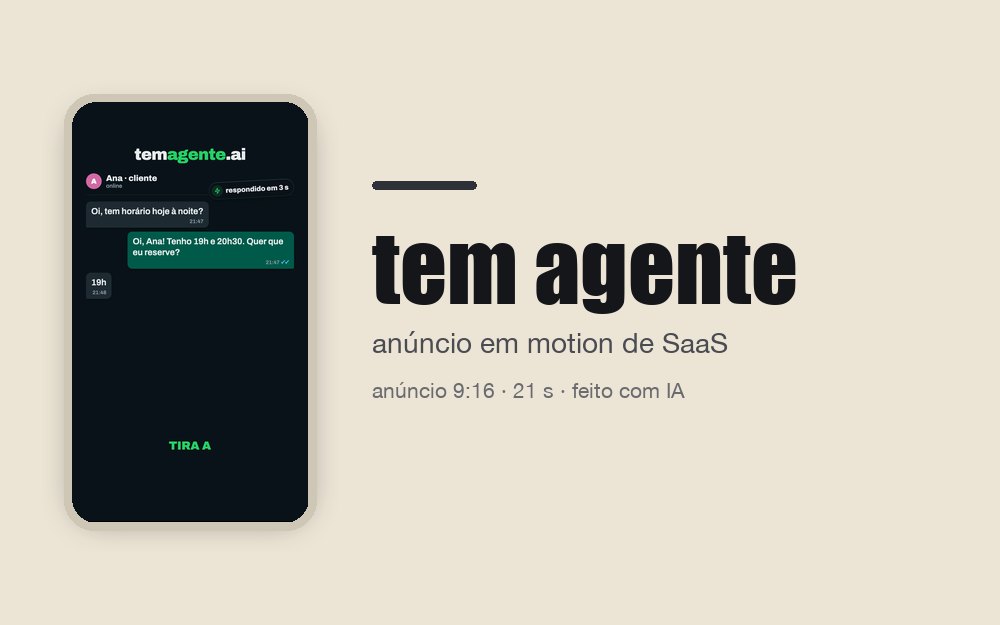 temagente.ai
A
Ana · cliente
online
respondido em 3 s
Oi, tem horário hoje à noite?
21:47
Oi, Ana! Tenho 19h e 20h30. Quer que
eu reserve?
21:47
19h
21:48
TIRA A
tem agente
anúncio em motion de SaaS
anúncio 9:16 · 21 s · feito com IA